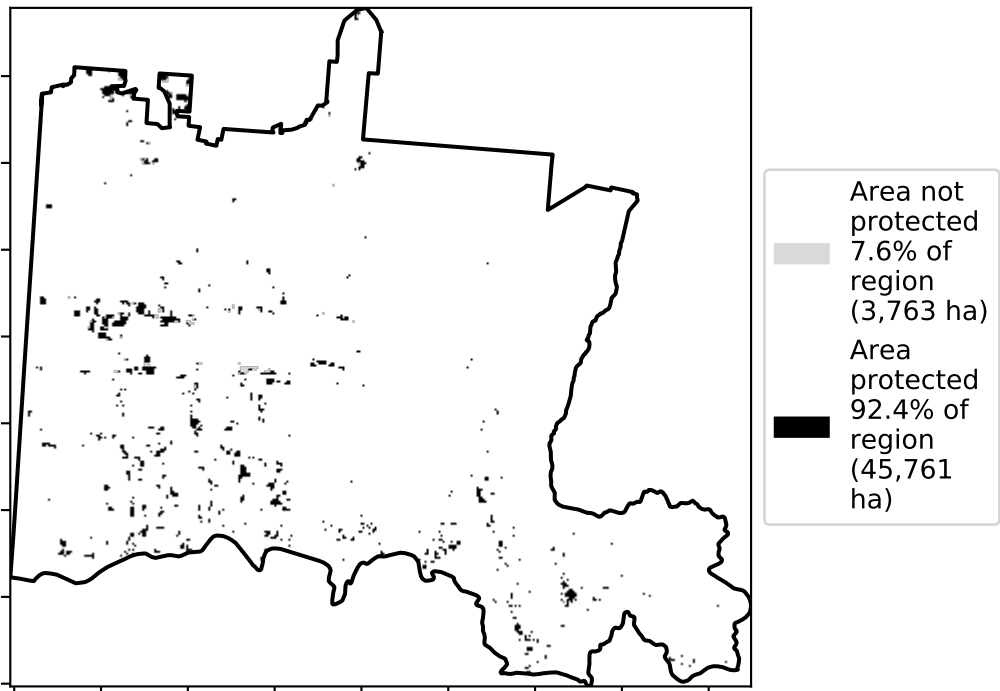 Area not
protected
7.6% of
region
(3,763 ha)
Area
protected
92.4% of
region
(45,761
ha)